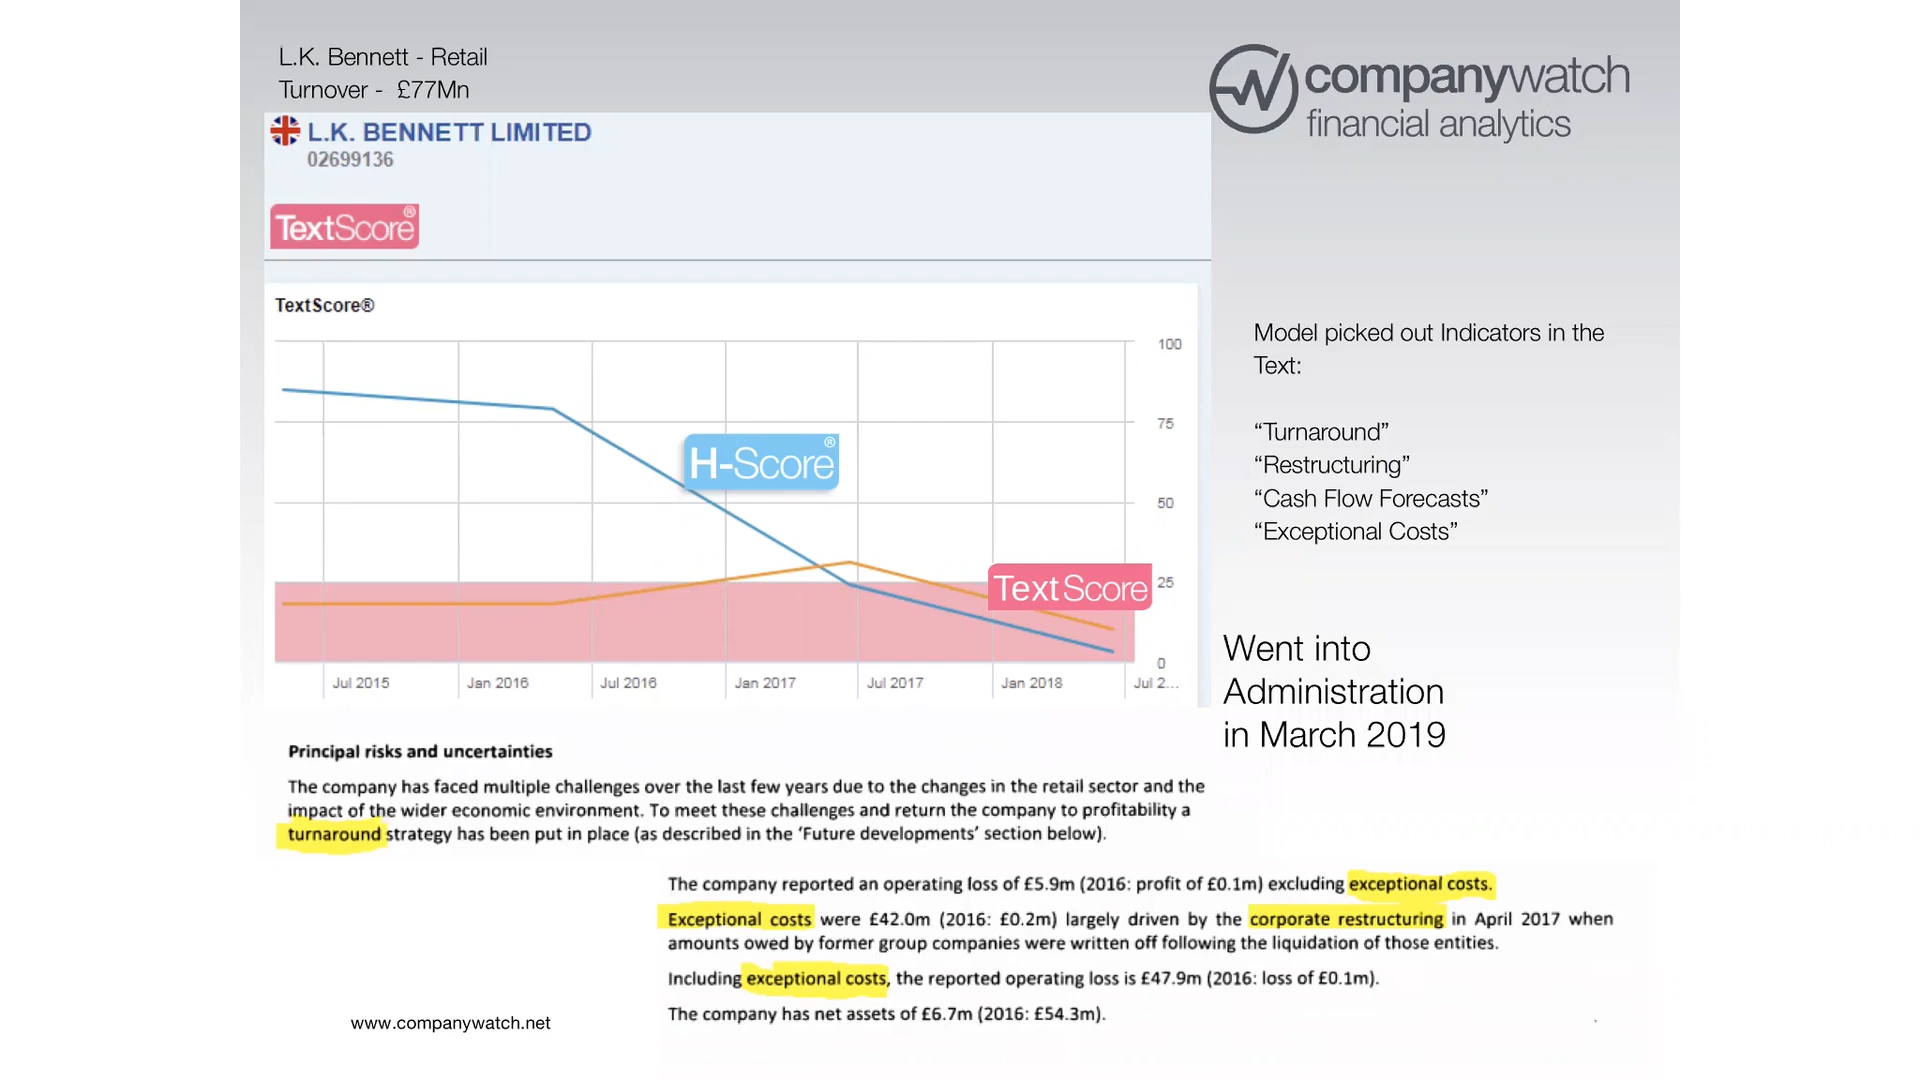 L.K. Bennett - Retail
Turnover - £77Mn
companywatch
financial analytics
L.K. BENNETT LIMITED
02699136
TextScore®
TextScore®
100
75
50
25
0
H-Score®
TextScore
Jul 2015
Jan 2016
Jul 2016
Jan 2017
Jul 2017
Jan 2018
Jul 2...
Model picked out Indicators in the
Text:
“Turnaround”
“Restructuring”
“Cash Flow Forecasts”
“Exceptional Costs”
Went into
Administration
in March 2019
Principal risks and uncertainties
The company has faced multiple challenges over the last few years due to the changes in the retail sector and the
impact of the wider economic environment. To meet these challenges and return the company to profitability a
turnaround strategy has been put in place (as described in the ‘Future developments’ section below).
The company reported an operating loss of £5.9m (2016: profit of £0.1m) excluding exceptional costs.
Exceptional costs were £42.0m (2016: £0.2m) largely driven by the corporate restructuring in April 2017 when
amounts owed by former group companies were written off following the liquidation of those entities.
Including exceptional costs, the reported operating loss is £47.9m (2016: loss of £0.1m).
The company has net assets of £6.7m (2016: £54.3m).
www.companywatch.net